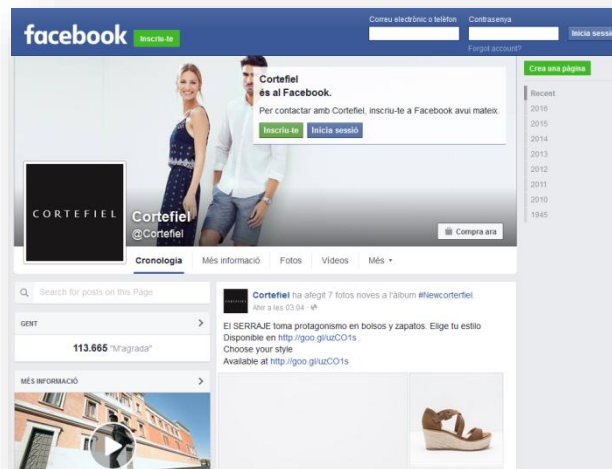 Correu electrònic o telèfon
Contrasenya
facebook
Inscriu-te
Inicia sessió
Forgot account?
Cortefiel
és al Facebook.
Per contactar amb Cortefiel, inscriu-te a Facebook avui mateix.
Inscriu-te
Inicia sessió
Crea una pàgina
Recent
2016
2015
2014
2013
2012
2011
2010
1945
CORTEFIEL
Cortefiel
@Cortefiel
Compra ara
Cronologia
Més informació
Fotos
Vídeos
Més
Search for posts on this Page
GENT
113.665 "M'agrada"
MÉS INFORMACIÓ
Cortefiel ha afegit 7 fotos noves a l'àlbum #Newcorterfiel.
Ahir a les 03:04
El SERRAJE toma protagonismo en bolsos y zapatos. Elige tu estilo
Disponible en http://goo.gl/uzCO1s
Choose your style
Available at http://goo.gl/uzCO1s